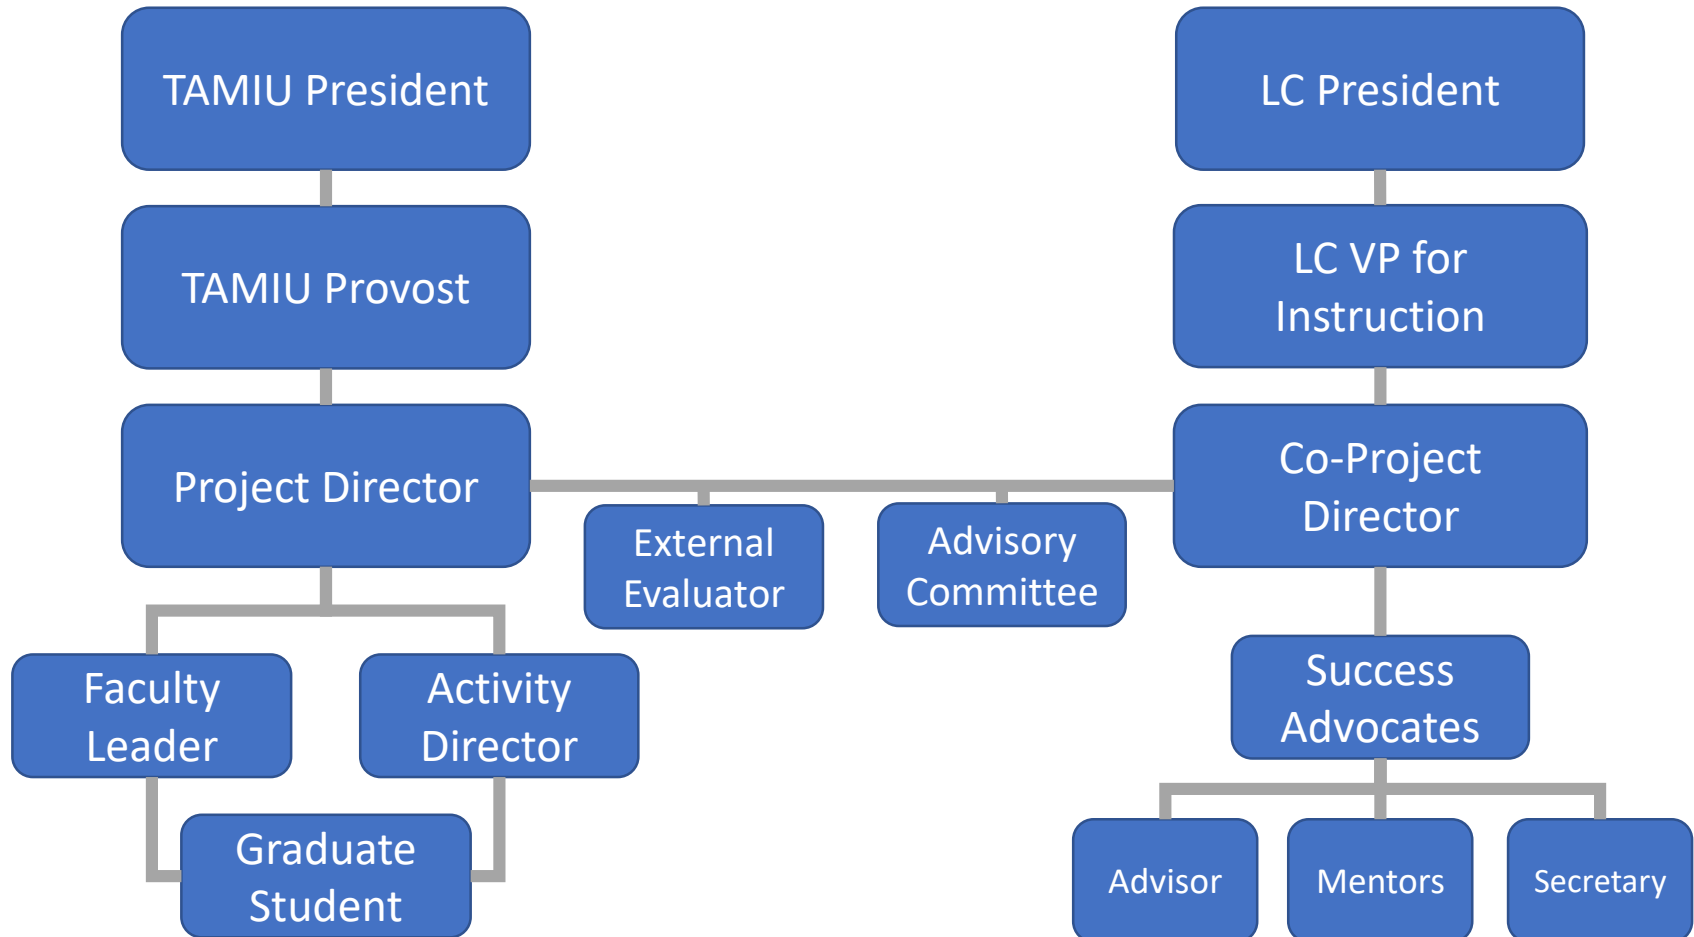 TAMIU President
LC President
TAMIU Provost
LC VP for
Instruction
Project Director
Co-Project
Director
External
Evaluator
Advisory
Committee
Faculty
Leader
Activity
Director
Success
Advocates
Graduate
Student
Advisor
Mentors
Secretary